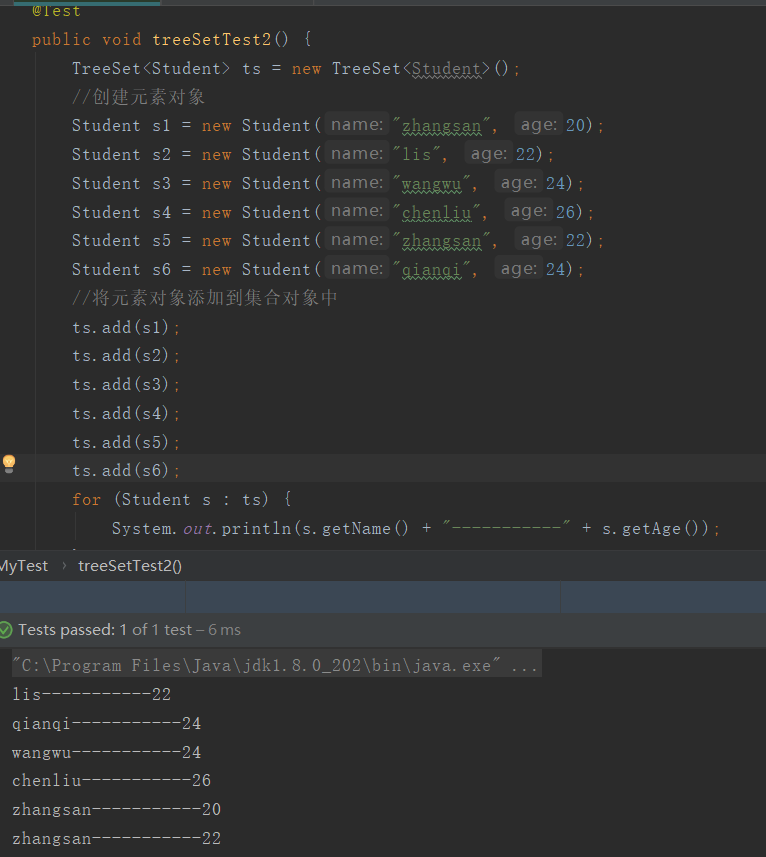 @Test
public void treeSetTest2() {
TreeSet<Student> ts = new TreeSet<Student>();
//创建元素对象
Student s1 = new Student( name: "zhangsan", age: 20);
Student s2 = new Student( name: "lis", age: 22);
Student s3 = new Student( name: "wangwu", age: 24);
Student s4 = new Student( name: "chenliu", age: 26);
Student s5 = new Student( name: "zhangsan", age: 22);
Student s6 = new Student( name: "qianqi", age: 24);
//将元素对象添加到集合对象中
ts.add(s1);
ts.add(s2);
ts.add(s3);
ts.add(s4);
ts.add(s5);
ts.add(s6);
for (Student s : ts) {
System.out.println(s.getName() + "-----------" + s.getAge());
MyTest › treeSetTest2()
Tests passed: 1 of 1 test – 6 ms
"C:\Program Files\Java\jdk1.8.0_202\bin\java.exe" ...
lis-----------22
qianqi-----------24
wangwu-----------24
chenliu-----------26
zhangsan-----------20
zhangsan-----------22